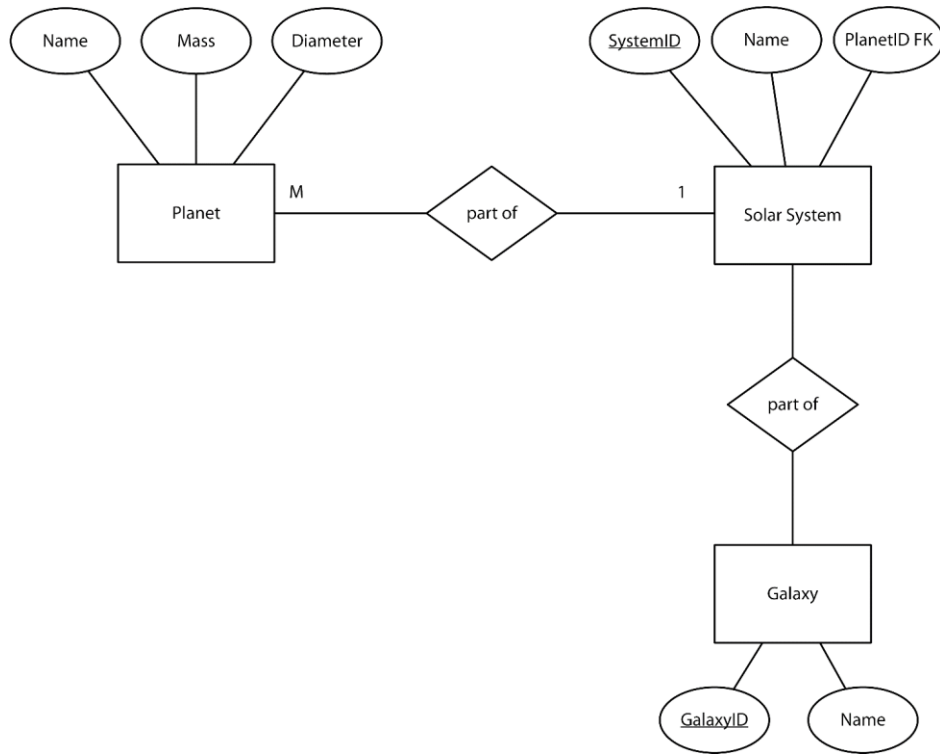 Name
Mass
Diameter
SystemID
Name
PlanetID FK
Planet
M
part of
1
Solar System
part of
Galaxy
GalaxyID
Name